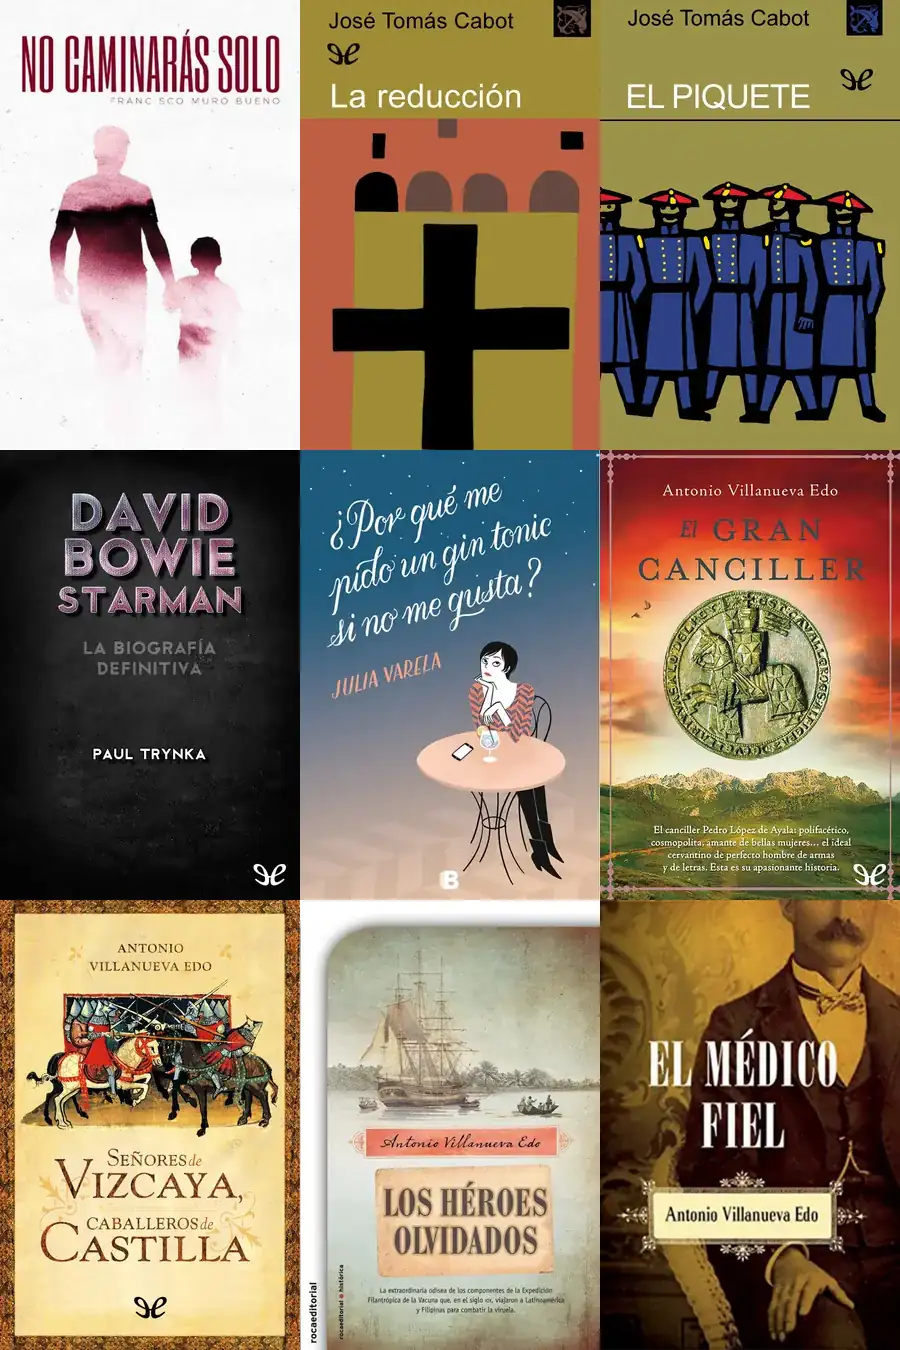 NO CAMINARÁS SOLO
FRANCISCO MURO BUENO
José Tomás Cabot
La reducción
José Tomás Cabot
EL PIQUETE
DAVID
BOWIE
STARMAN
LA BIOGRAFÍA
DEFINITIVA
PAUL TRYNKA
¿Por qué me
pido un gin tonic
si no me gusta?
JULIA VARELA
B
Antonio Villanueva Edo
El GRAN
CANCILLER
El canciller Pedro López de Ayala: polifacético,
cosmopolita, amante de bellas mujeres... el ideal
cervantino de perfecto hombre de armas
y de letras. Esta es su apasionante historia.
ANTONIO
VILLANUEVA EDO
SEÑORES de
VIZCAYA,
CABALLEROS de
CASTILLA
Antonio Villanueva Edo
LOS HÉROES
OLVIDADOS
La extraordinaria odisea de los componentes de la Expedición
Filantrópica de la Vacuna que, en el siglo XIX, viajaron a Latinoamérica
y Filipinas para combatir la viruela.
rocaeditorial
rocaeditorial histórica
EL MÉDICO
FIEL
Antonio Villanueva Edo